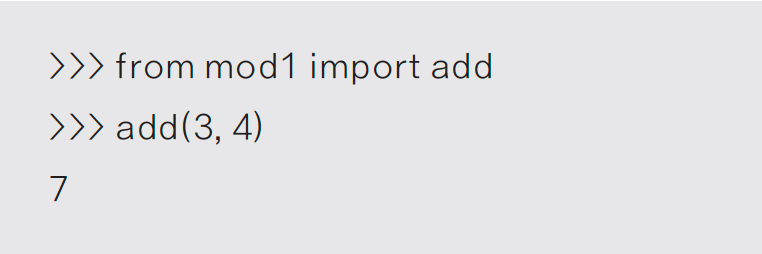 >>> from mod1 import add
>>> add(3, 4)
7